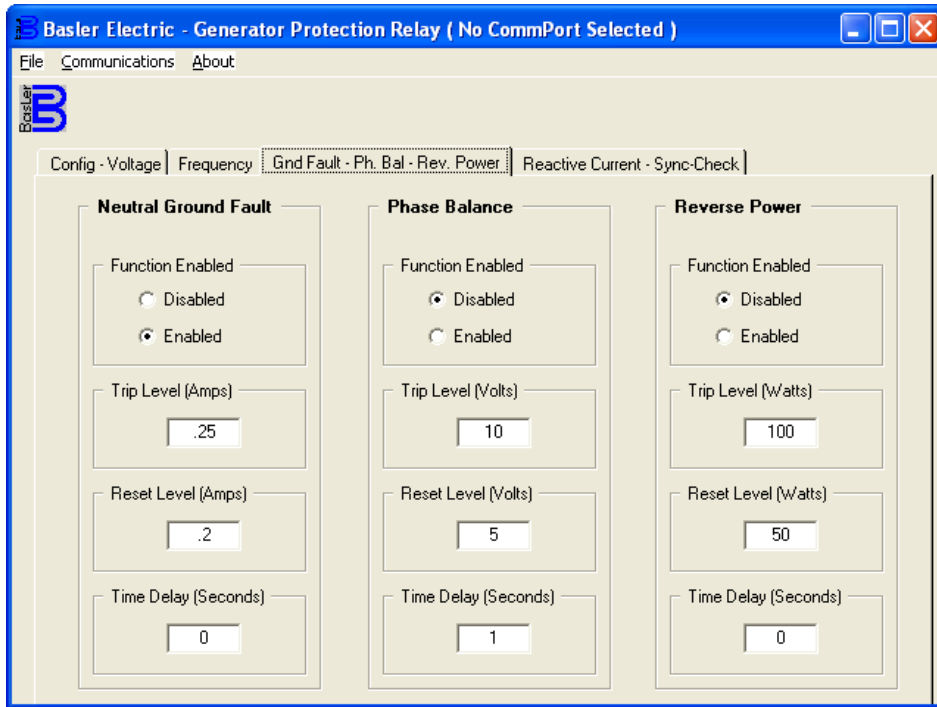 Basler Electric - Generator Protection Relay ( No CommPort Selected )
File Communications About
Basler
Config - Voltage Frequency Gnd Fault - Ph. Bal - Rev. Power Reactive Current - Sync-Check
Neutral Ground Fault
Function Enabled
Disabled
Enabled
Trip Level (Amps)
.25
Reset Level (Amps)
.2
Time Delay (Seconds)
0
Phase Balance
Function Enabled
Disabled
Enabled
Trip Level (Volts)
10
Reset Level (Volts)
5
Time Delay (Seconds)
1
Reverse Power
Function Enabled
Disabled
Enabled
Trip Level (Watts)
100
Reset Level (Watts)
50
Time Delay (Seconds)
0